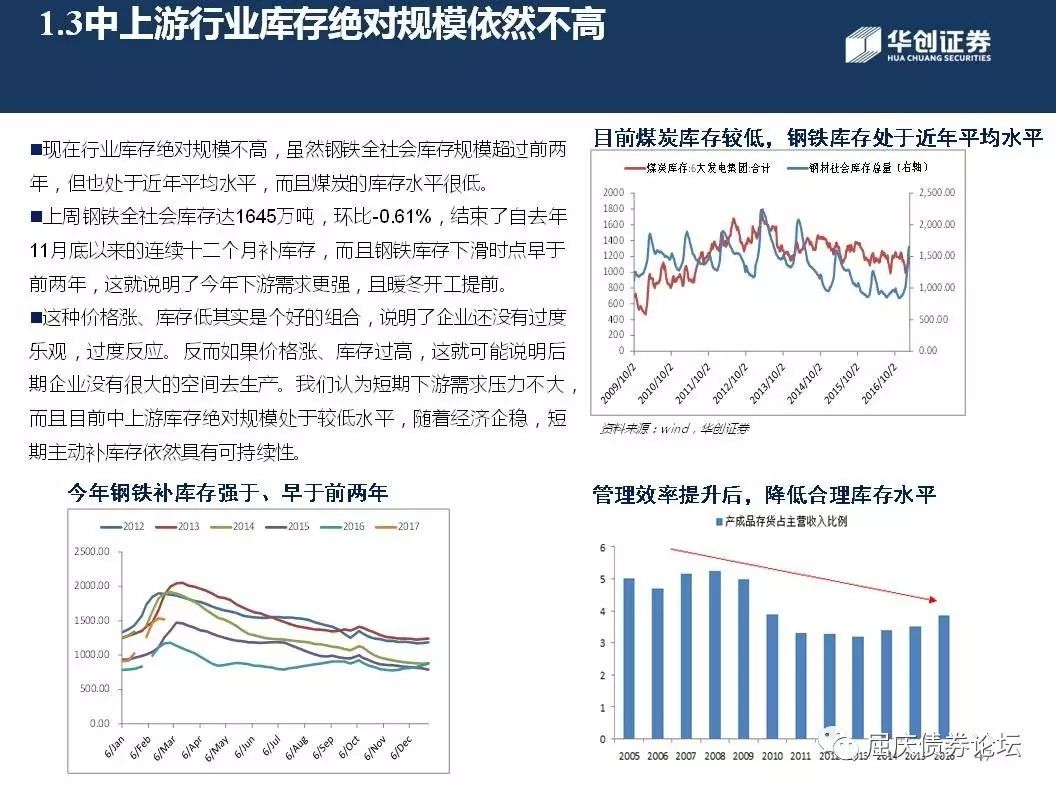 1.3中上游行业库存绝对规模依然不高
华创证券
HUA CHUANG SECURITIES
■现在行业库存绝对规模不高，虽然钢铁全社会库存规模超过前两
年，但也处于近年平均水平，而且煤炭的库存水平很低。
■上周钢铁全社会库存达1645万吨，环比-0.61%，结束了自去年
11月底以来的连续十二个月补库存，而且钢铁库存下滑时点早于
前两年，这就说明了今年下游需求更强，且暖冬开工提前。
■这种价格涨、库存低其实是个好的组合，说明了企业还没有过度
乐观，过度反应。反而如果价格涨、库存过高，这就可能说明后
期企业没有很大的空间去生产。我们认为短期下游需求压力不大，
而且目前中上游库存绝对规模处于较低水平，随着经济企稳，短
期主动补库存依然具有可持续性。
目前煤炭库存较低，钢铁库存处于近年平均水平
煤炭库存:6大发电集团:合计 钢材社会库存总量（右轴）
2000 2,500.00
1800
1600 2,000.00
1400
1200 1,500.00
1000
800 1,000.00
600
400 500.00
200
0 0.00
2009/10/2 2010/10/2 2011/10/2 2012/10/2 2013/10/2 2014/10/2 2015/10/2 2016/10/2
资料来源：wind，华创证券
今年钢铁补库存强于、早于前两年
2012 2013 2014 2015 2016 2017
2500.00
2000.00
1500.00
1000.00
500.00
0.00
6/Jan 6/Feb 6/Mar 6/Apr 6/May 6/Jun 6/Jul 6/Aug 6/Sep 6/Oct 6/Nov 6/Dec
管理效率提升后，降低合理库存水平
产成品存货占主营收入比例
6
5
4
3
2
1
0
2005 2006 2007 2008 2009 2010 2011 2012 2013 2014 2015 2016
屈庆债券论坛